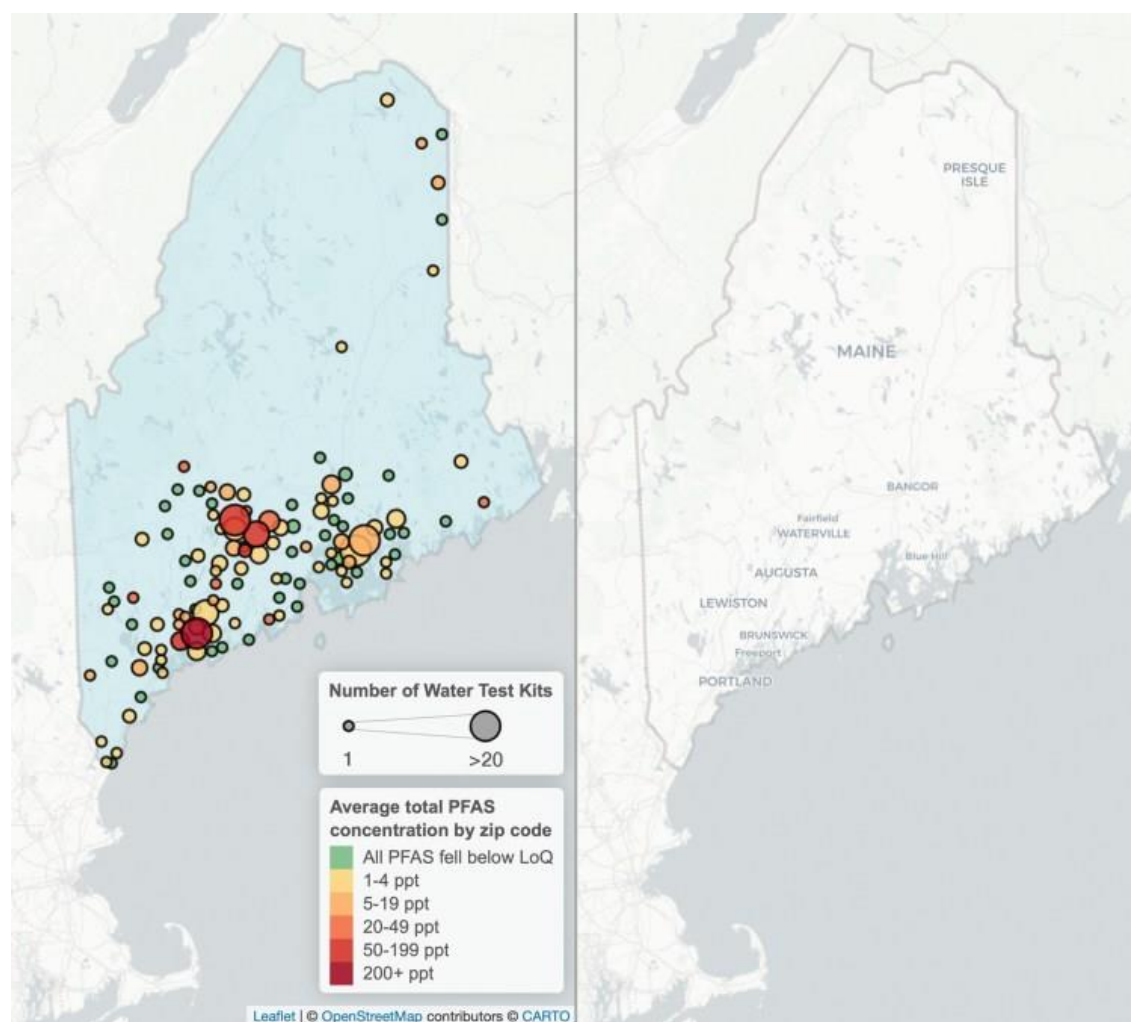 PRESQUE
ISLE
MAINE
BANGOR
Fairfield
WATERVILLE
Blue Hill
AUGUSTA
LEWISTON
BRUNSWICK
Freeport
PORTLAND
Number of Water Test Kits
1
>20
Average total PFAS
concentration by zip code
All PFAS fell below LoQ
1-4 ppt
5-19 ppt
20-49 ppt
50-199 ppt
200+ ppt
Leaflet | © OpenStreetMap contributors © CARTO